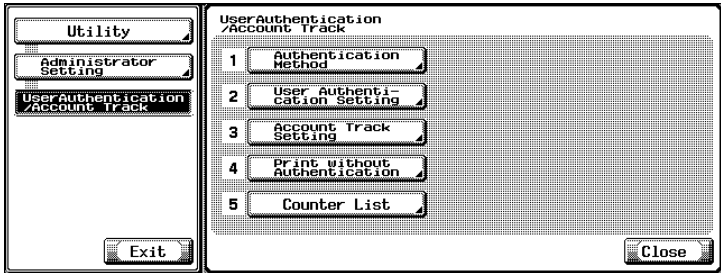 Utility
Administrator
Setting
UserAuthentication
/Account Track
Exit
UserAuthentication
/Account Track
1 Authentication
Method
2 User Authenti-
cation Setting
3 Account Track
Setting
4 Print without
Authentication
5 Counter List
Close